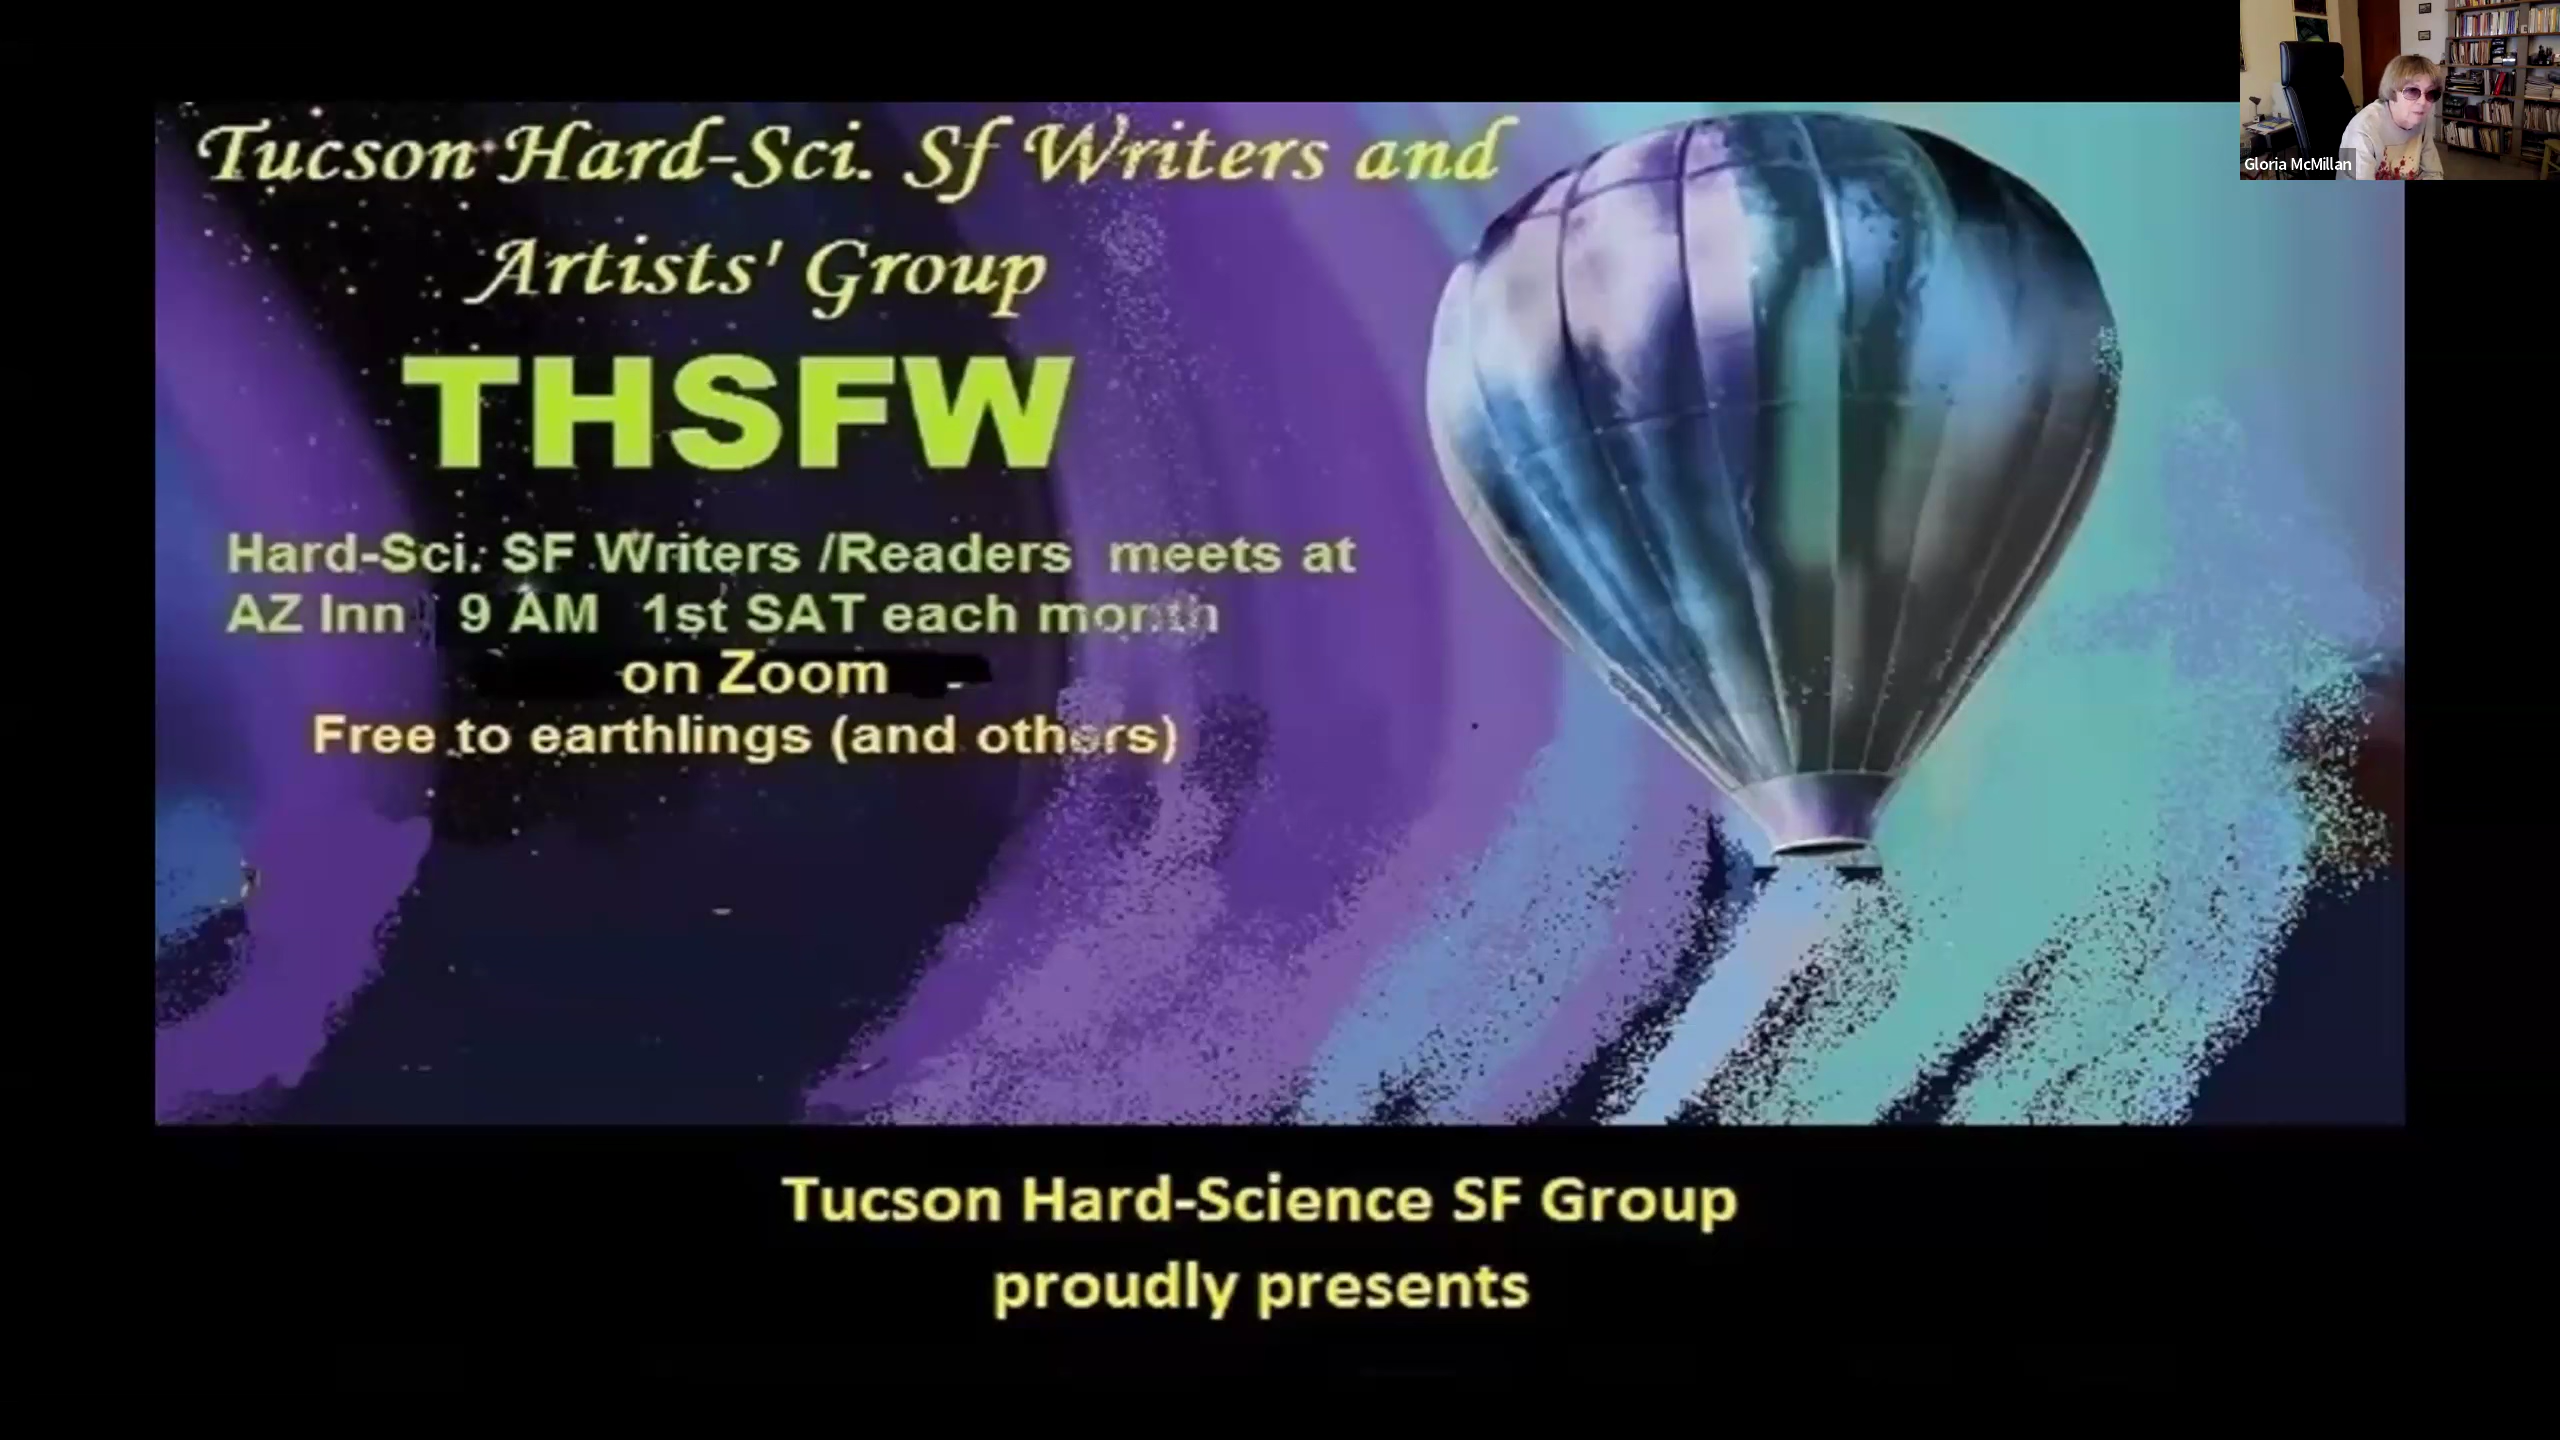 Tucson Hard-Sci. Sf Writers and
Artists' Group
THSFW
Hard-Sci. SF Writers /Readers meets at
AZ Inn 9 AM 1st SAT each month
on Zoom
Free to earthlings (and others)
Gloria McMillan
Tucson Hard-Science SF Group
proudly presents